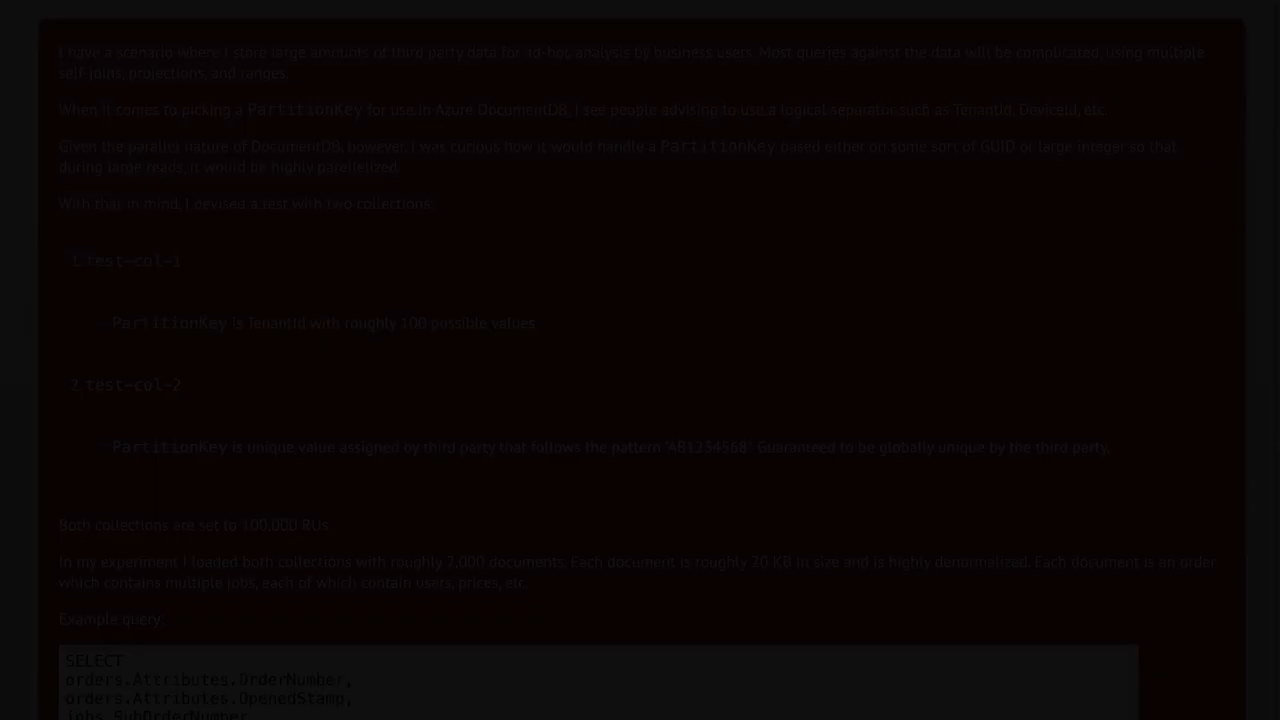 I have a scenario where I store large amounts of third party data for ad-hoc analysis by business users. Most queries against the data will be complicated, using multiple
self-joins, projections, and ranges.
When it comes to picking a PartitionKey for use in Azure DocumentDB, I see people advising to use a logical separator such as TenantId, DeviceId, etc
Given the parallel nature of DocumentDB, however, I was curious how it would handle a PartitionKey based either on some sort of GUID or large integer so that,
during large reads, it would be highly parellelized.
With that in mind, I devised a test with two collections:
1. test-col-1
PartitionKey is TenantId with roughly 100 possible values
2. test-col-2
PartitionKey is unique value assigned by third party that follows the pattern "AB1234568". Guaranteed to be globally unique by the third party.
Both collections are set to 100,000 RUs.
In my experiment I loaded both collections with roughly 2,000 documents. Each document is roughly 20 KB in size and is highly denormalized. Each document is an order
which contains multiple jobs, each of which contain users, prices, etc.
Example query:
SELECT
orders.Attributes.OrderNumber,
orders.Attributes.OpenedStamp,
jobs.SubOrderNumber